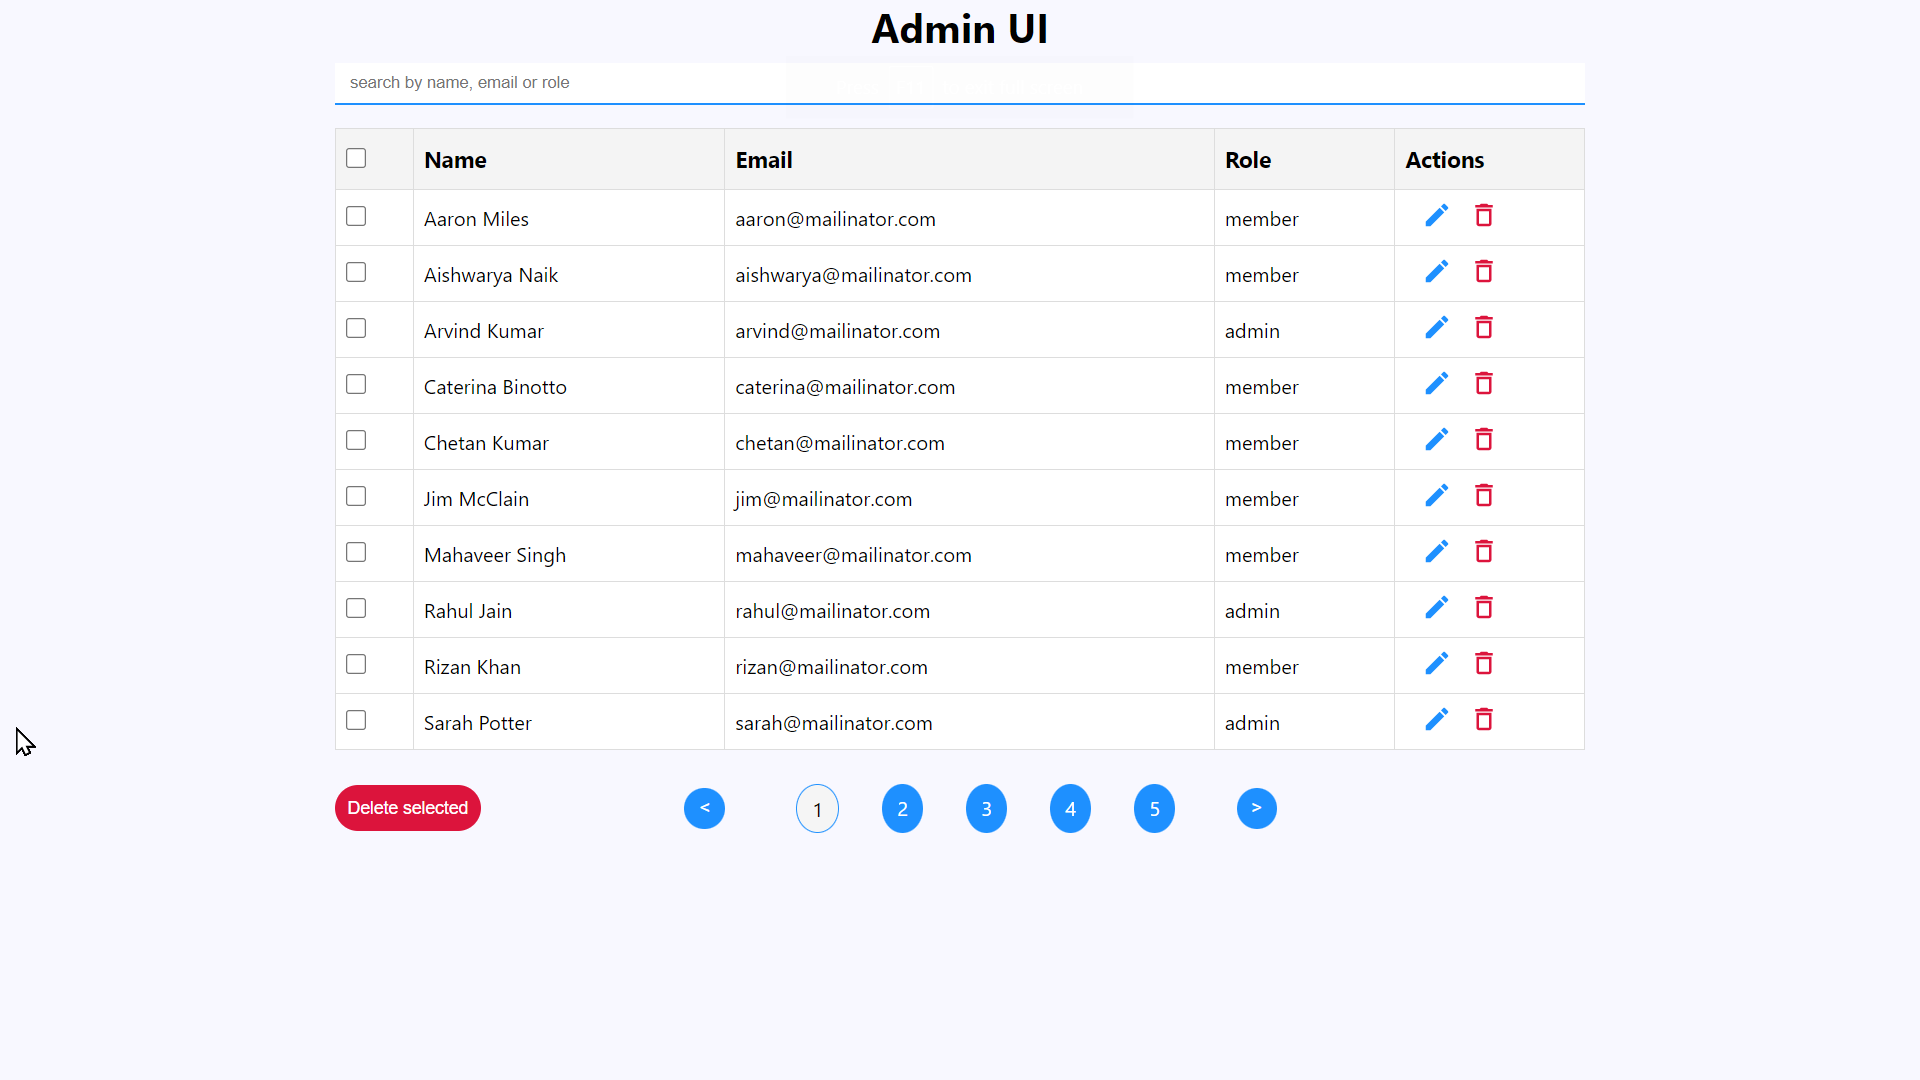 Admin UI
search by name, email or role
Name Email Role Actions
Aaron Miles aaron@mailinator.com member
Aishwarya Naik aishwarya@mailinator.com member
Arvind Kumar arvind@mailinator.com admin
Caterina Binotto caterina@mailinator.com member
Chetan Kumar chetan@mailinator.com member
Jim McClain jim@mailinator.com member
Mahaveer Singh mahaveer@mailinator.com member
Rahul Jain rahul@mailinator.com admin
Rizan Khan rizan@mailinator.com member
Sarah Potter sarah@mailinator.com admin
Delete selected < 1 2 3 4 5 >